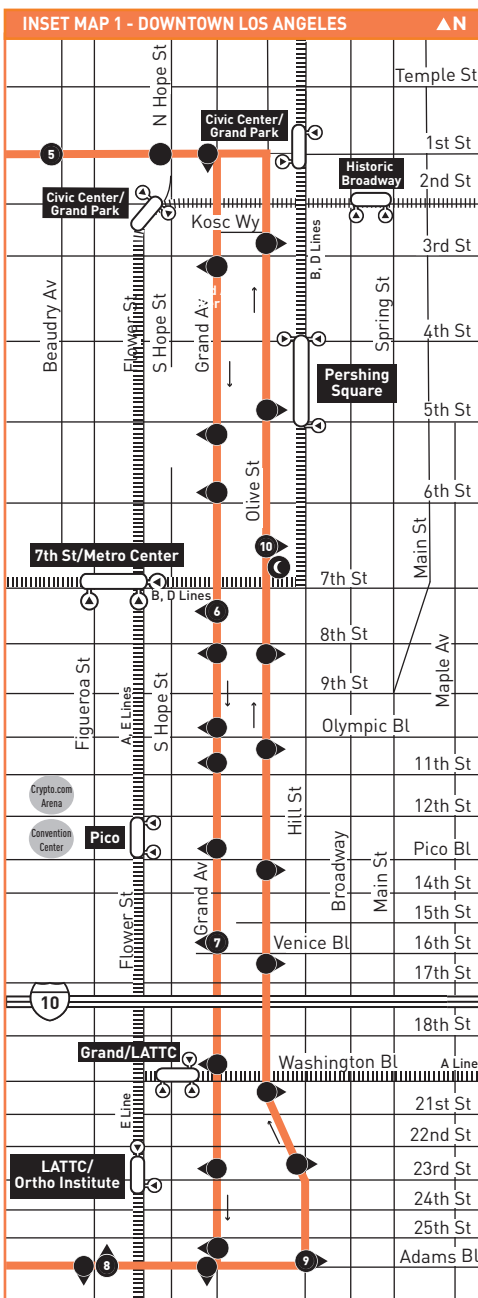 INSET MAP 1 - DOWNTOWN LOS ANGELES
N
N Hope St
Temple St
Civic Center/
Grand Park
5
1st St
Historic
Broadway
2nd St
Civic Center/
Grand Park
Kosc Wy
B, D Lines
3rd St
Beaudry Av
Flower St
S Hope St
Grand Av
Spring St
4th St
Pershing
Square
5th St
Olive St
6th St
Main St
10
7th St/Metro Center
7th St
B, D Lines
6
8th St
Figueroa St
A, E Lines
S Hope St
9th St
Maple Av
Olympic Bl
11th St
Crypto.com
Arena
Hill St
12th St
Convention
Center
Pico
Broadway
Main St
Pico Bl
14th St
Flower St
Grand Av
15th St
7
Venice Bl
16th St
17th St
10
18th St
Grand/LATTC
Washington Bl
A Line
E Line
21st St
22nd St
LATTC/
Ortho Institute
23rd St
24th St
25th St
8
9
Adams Bl